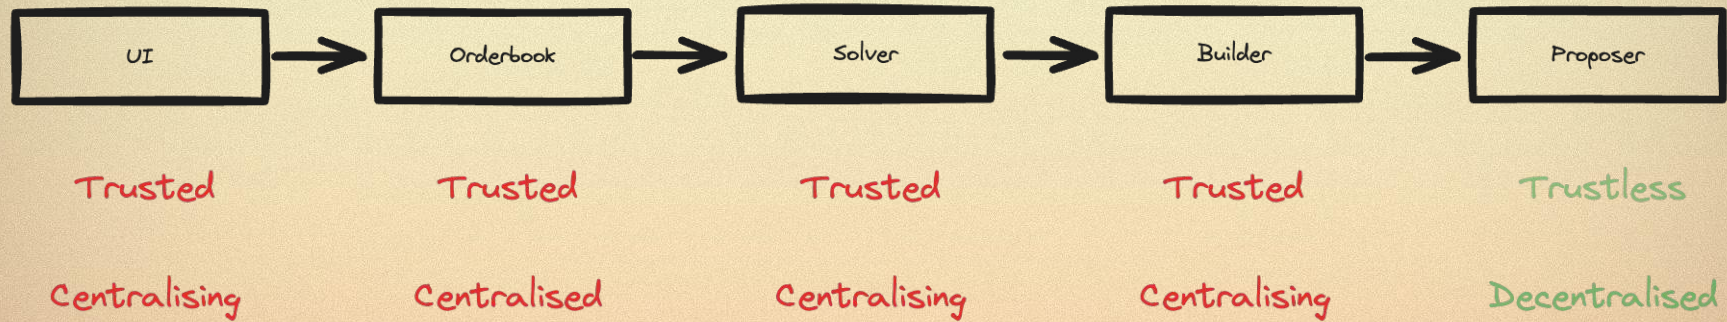 UI
Orderbook
Solver
Builder
Proposer
Trusted
Trusted
Trusted
Trusted
Trustless
Centralising
Centralised
Centralising
Centralising
Decentralised